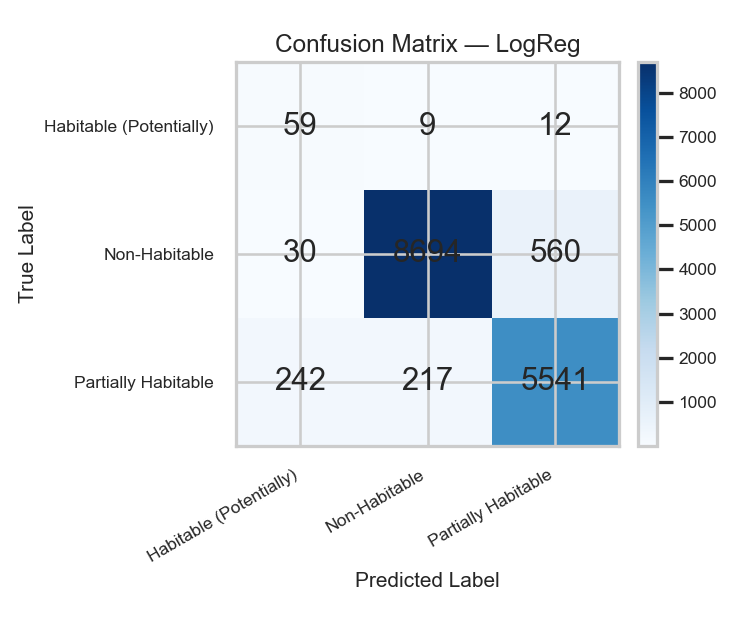 Confusion Matrix — LogReg
True Label
Habitable (Potentially)
59 9 12
Non-Habitable
30 8694 560
Partially Habitable
242 217 5541
8000
7000
6000
5000
4000
3000
2000
1000
Habitable (Potentially)
Non-Habitable
Partially Habitable
Predicted Label